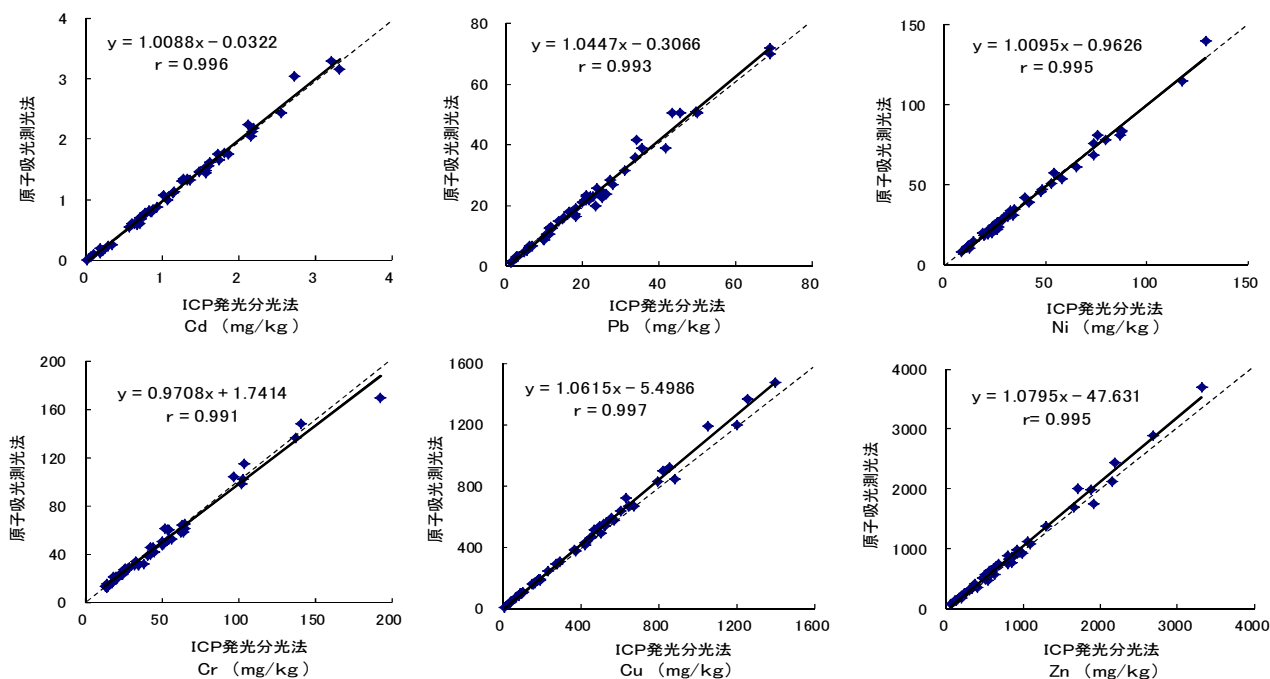 4
3
2
1
0
0
1
2
3
4
y = 1.0088x－0.0322
r = 0.996
原子吸光測光法
ICP発光分光法
Cd （mg/kg）
80
60
40
20
0
0
20
40
60
80
y = 1.0447x－0.3066
r = 0.993
原子吸光測光法
ICP発光分光法
Pb （mg/kg）
150
100
50
0
0
50
100
150
y = 1.0095x－0.9626
r = 0.995
原子吸光測光法
ICP発光分光法
Ni （mg/kg）
200
160
120
80
40
0
0
50
100
150
200
y = 0.9708x＋1.7414
r = 0.991
原子吸光測光法
ICP発光分光法
Cr （mg/kg）
1600
1200
800
400
0
0
400
800
1200
1600
y = 1.0615x－5.4986
r = 0.997
原子吸光測光法
ICP発光分光法
Cu （mg/kg）
4000
3000
2000
1000
0
0
1000
2000
3000
4000
y = 1.0795x－47.631
r= 0.995
原子吸光測光法
ICP発光分光法
Zn （mg/kg）